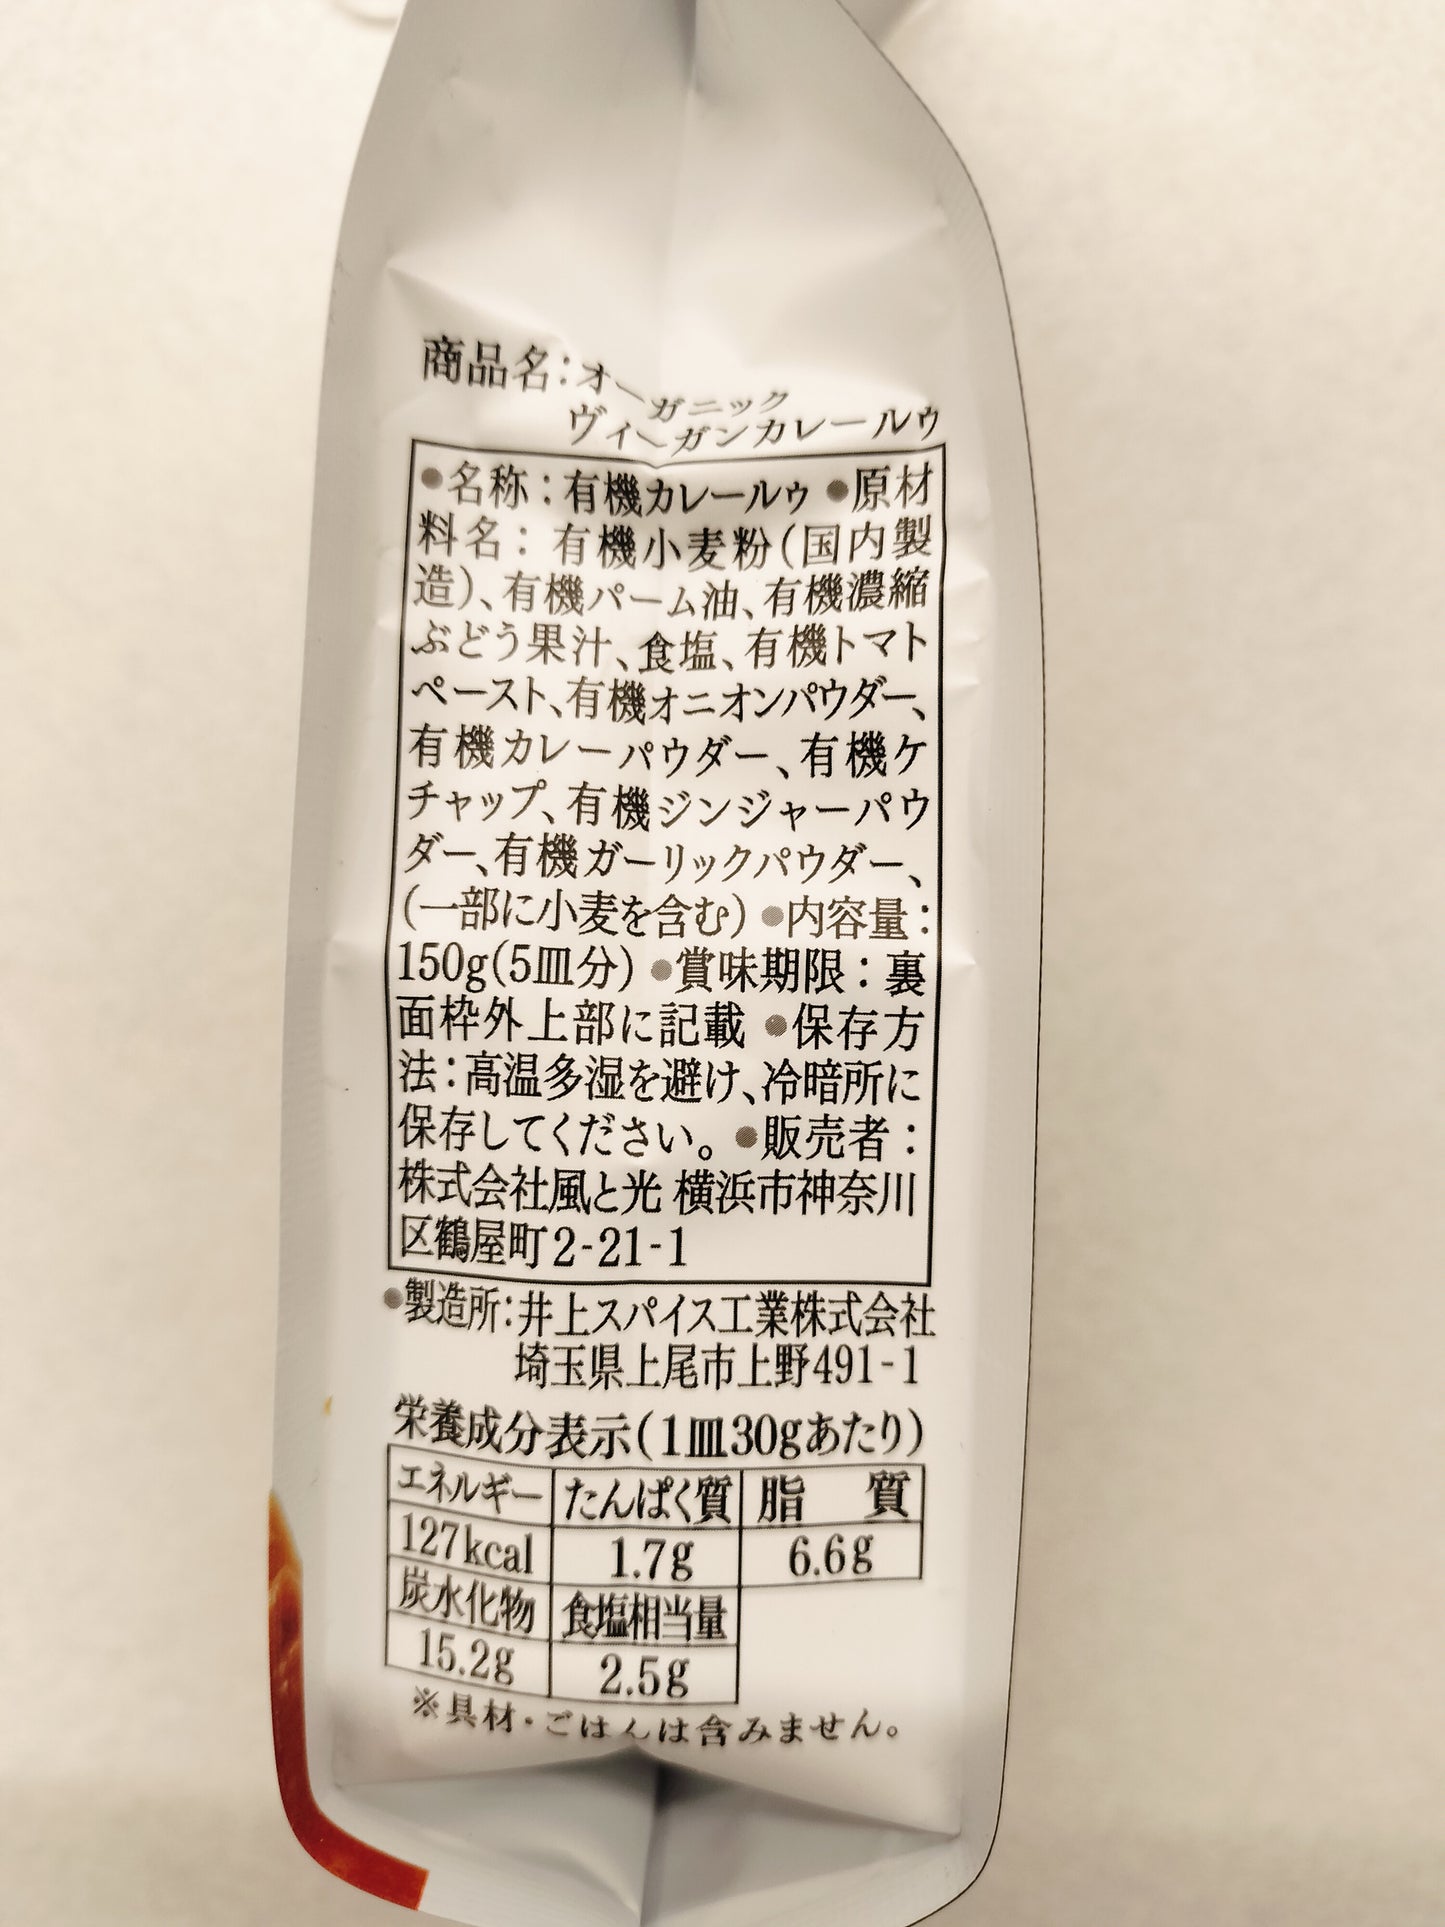 商品名：オーガニック
ヴィーガンカレールゥ
●名称：有機カレールゥ ●原材
料名：有機小麦粉(国内製
造)、有機パーム油、有機濃縮
ぶどう果汁、食塩、有機トマト
ペースト、有機オニオンパウダー、
有機カレーパウダー、有機ケ
チャップ、有機ジンジャーパウ
ダー、有機ガーリックパウダー、
(一部に小麦を含む) ●内容量：
150g(5皿分) ●賞味期限：裏
面枠外上部に記載 ●保存方
法：高温多湿を避け、冷暗所に
保存してください。●販売者：
株式会社風と光 横浜市神奈川
区鶴屋町2-21-1
●製造所：井上スパイス工業株式会社
埼玉県上尾市上野491-1
栄養成分表示(1皿30gあたり)
エネルギー たんぱく質 脂 質
127kcal 1.7g 6.6g
炭水化物 食塩相当量
15.2g 2.5g
※具材・ごはんは含みません。